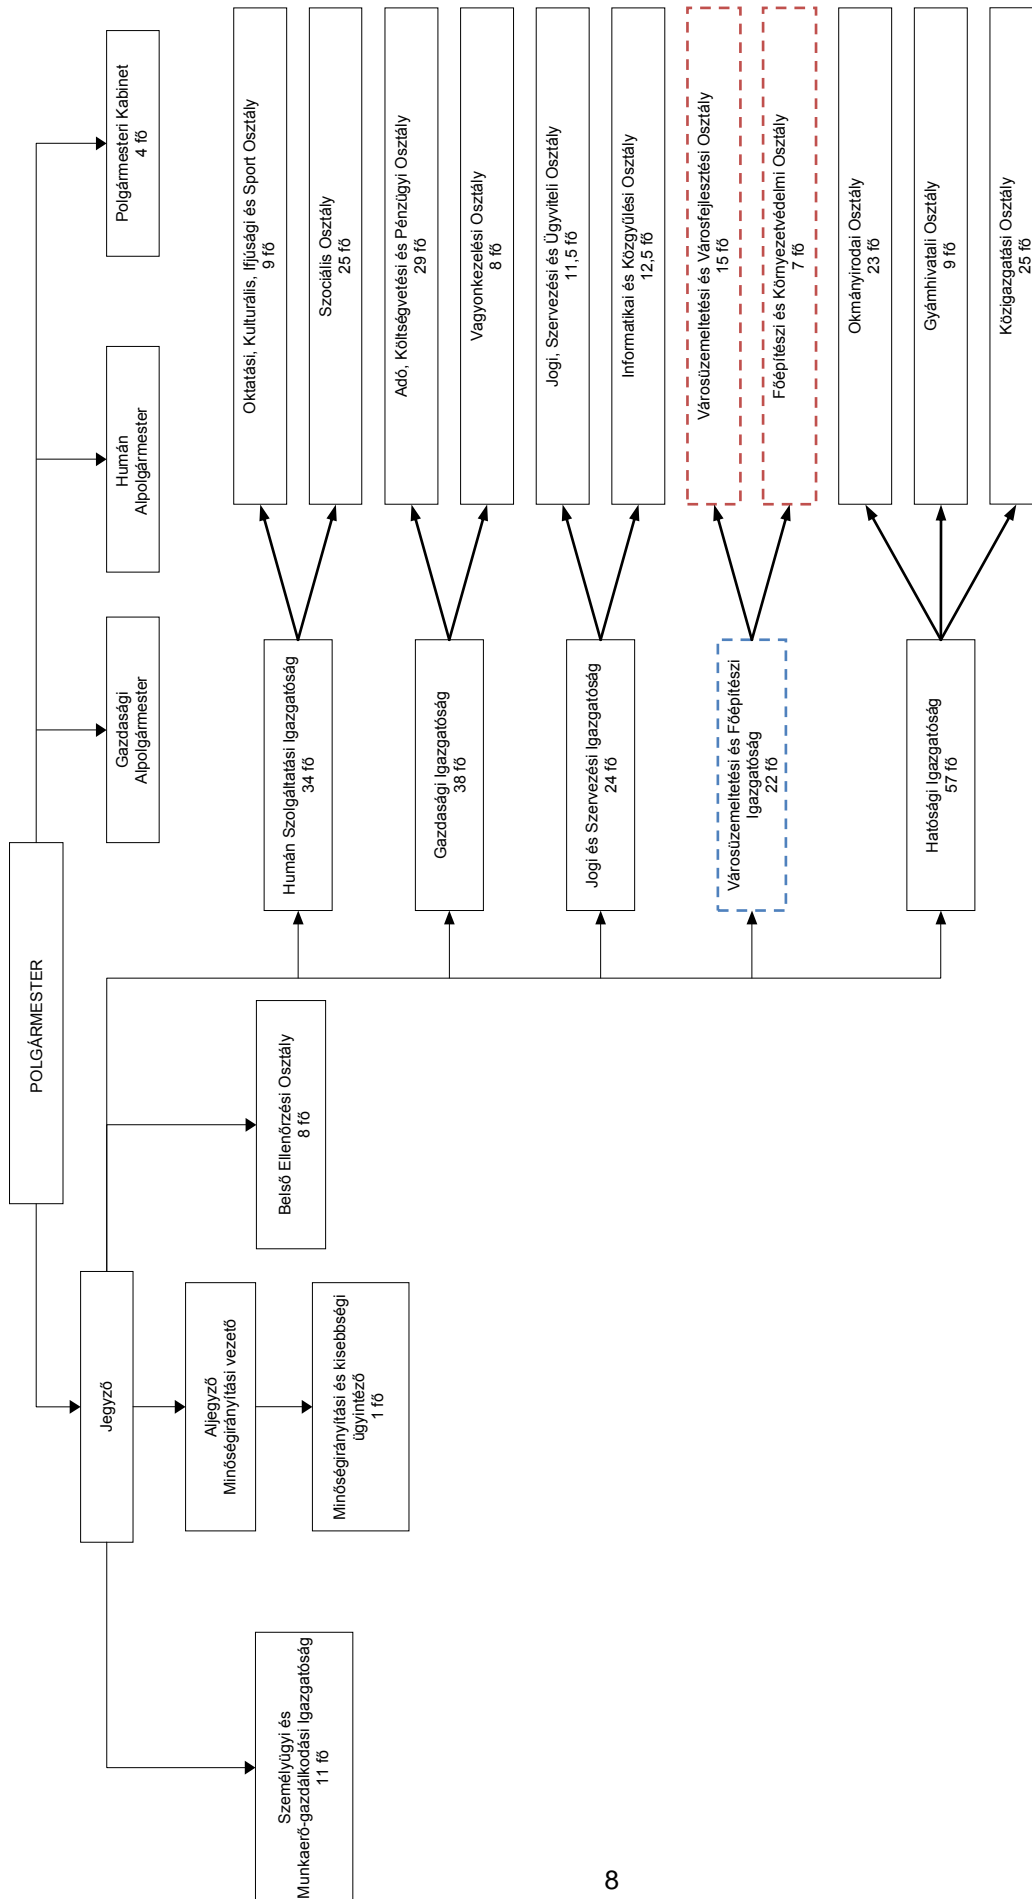 POLGÁRMESTER
Jegyző
Gazdasági
Alpolgármester
Humán
Alpolgármester
Polgármesteri Kabinet
4 fő
Személyügyi és
Munkaerő-gazdálkodási Igazgatóság
11 fő
Aljegyző
Minőségirányítási vezető
Minőségirányítási és kisebbségi
ügyintéző
1 fő
Belső Ellenőrzési Osztály
8 fő
Humán Szolgáltatási Igazgatóság
34 fő
Oktatási, Kulturális, Ifjúsági és Sport Osztály
9 fő
Szociális Osztály
25 fő
Gazdasági Igazgatóság
38 fő
Adó, Költségvetési és Pénzügyi Osztály
29 fő
Vagyonkezelési Osztály
8 fő
Jogi és Szervezési Igazgatóság
24 fő
Jogi, Szervezési és Ügyviteli Osztály
11,5 fő
Informatikai és Közgyűlési Osztály
12,5 fő
Városüzemeltetési és Főépítészi
Igazgatóság
22 fő
Városüzemeltetési és Városfejlesztési Osztály
15 fő
Főépítészi és Környezetvédelmi Osztály
7 fő
Hatósági Igazgatóság
57 fő
Okmányirodai Osztály
23 fő
Gyámhivatali Osztály
9 fő
Közigazgatási Osztály
25 fő
8